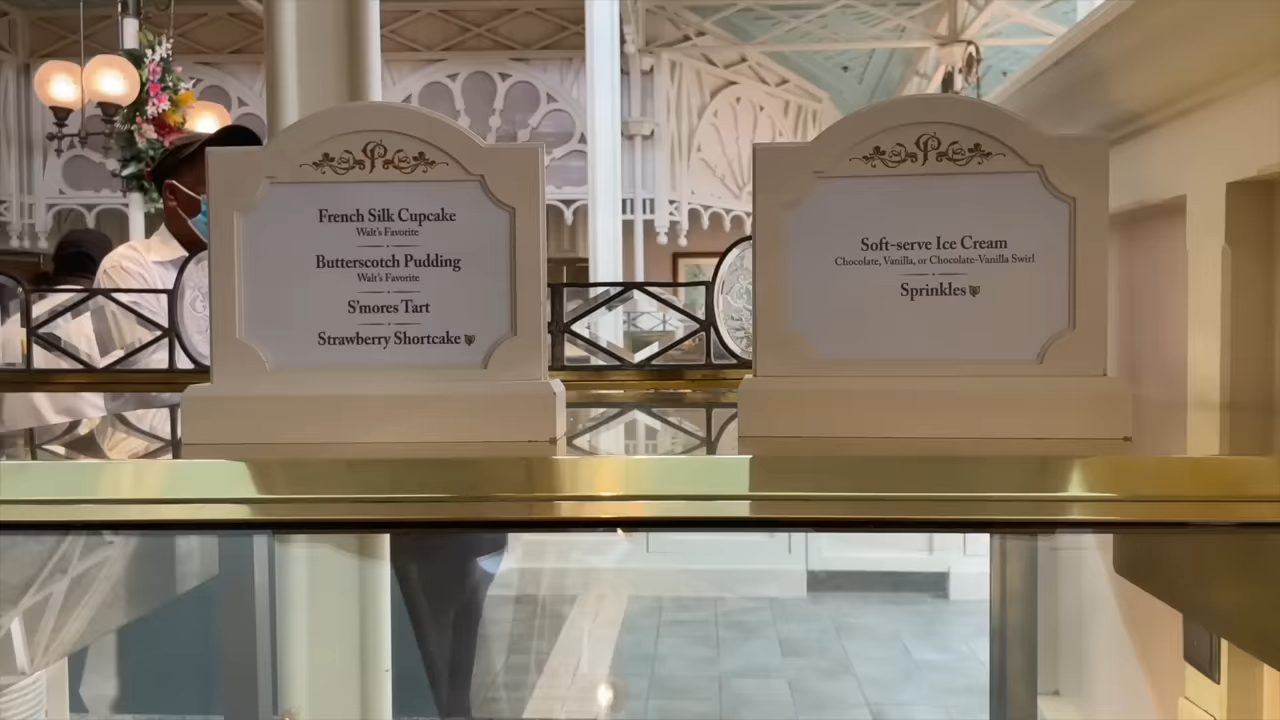 French Silk Cupcake
Walt's Favorite
Butterscotch Pudding
Walt's Favorite
S'mores Tart
Strawberry Shortcake
Soft-serve Ice Cream
Chocolate, Vanilla, or Chocolate-Vanilla Swirl
Sprinkles